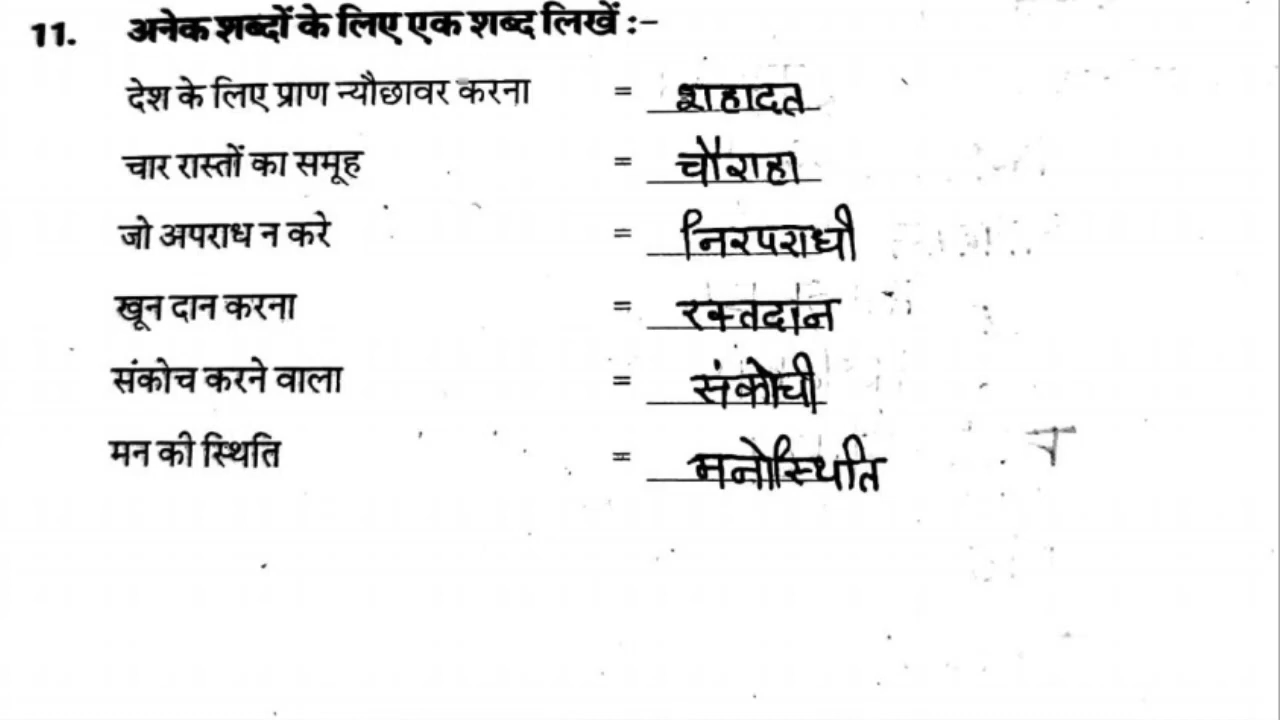 11. अनेक शब्दों के लिए एक शब्द लिखें :-
देश के लिए प्राण न्यौछावर करना = शहादत
चार रास्तों का समूह = चौराहा
जो अपराध न करे = निरपराधी
खून दान करना = रक्तदान
संकोच करने वाला = संकोची
मन की स्थिति = मनोस्थिति